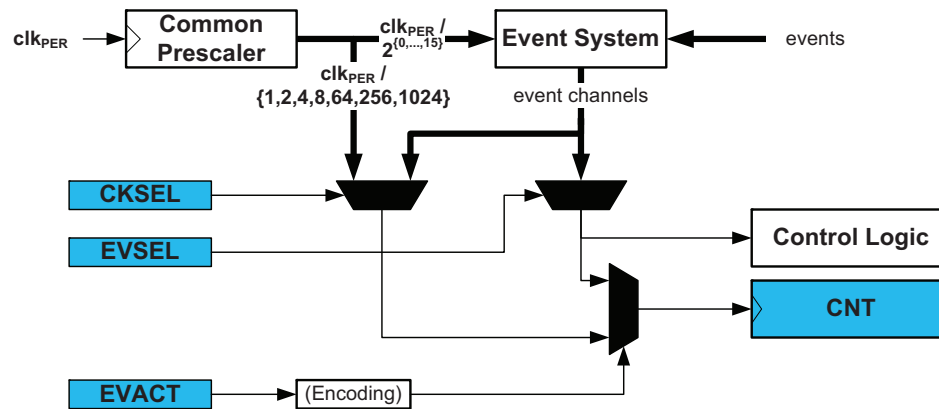 clkPER
Common
Prescaler
clkPER /
2{0,...,15}
Event System
events
clkPER /
{1,2,4,8,64,256,1024}
event channels
CKSEL
EVSEL
Control Logic
CNT
EVACT
(Encoding)